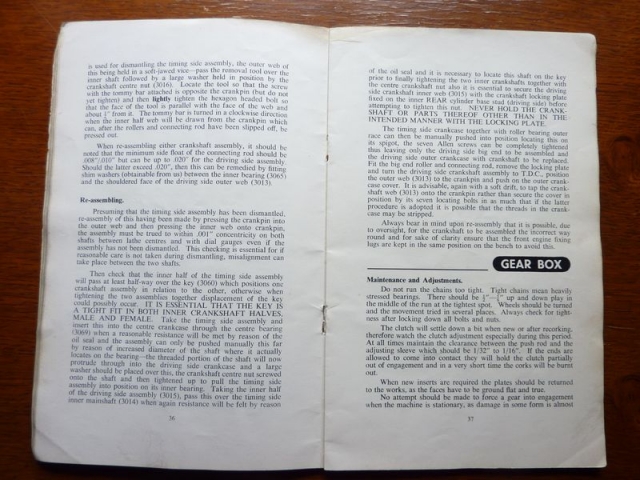 is used for dismantling the timing side assembly, the outer web of
this being held in a soft-jawed vice—pass the removal tool over the
inner shaft followed by a large washer held in position by the
crankshaft centre nut (3016). Locate the tool so that the screw
with the tommy bar attached is opposite the crankpin (but do not
yet tighten) and then lightly tighten the hexagon headed bolt so
that the face of the tool is parallel with the face of the web and
about from it. The tommy bar is turned in a clockwise direction
when the inner half web will be drawn from the crankpin which
can, after the rollers and connecting rod have been slipped off, be
pressed out.
When re-assembling either crankshaft assembly, it should be
noted that the minimum side float of the connecting rod should be
.008"/.010" but can be up to .020" for the driving side assembly.
Should the latter exceed .020", then this can be remedied by fitting
shim washers (obtainable from us) between the inner bearing (3065)
and the shouldered face of the driving side outer web (3013).
Re-assembling.
Presuming that the timing side has been dismantled,
re-assembly of this having been made by pressing the crankpin into
the outer web and then pressing the inner web onto crankpin,
the assembly must be trued to within .001" concentricity on both
shafts between lathe centres and with dial gauges even if the
assembly has not been dismantled. This checking is essential for if
reasonable care is not taken during dismantling, misalignment can
take place between the two shafts.
Then check that the inner half of the timing side assembly
will pass at least half-way over the key (3060) which positions one
crankshaft assembly in relation to the other, otherwise when
tightening the two assemblies together displacement of the key
could possibly occur. IT IS ESSENTIAL THAT THE KEY IS
A TIGHT FIT IN BOTH INNER CRANKSHAFT HALVES,
MALE AND FEMALE. Take the timing side assembly and
insert this into the centre crankcase through the centre bearing
(3069) when a reasonable resistance will be met by reason of the
oil seal and the assembly can only be pushed manually this far
by reason of increased diameter of the shaft where it actually
locates on the bearing—the threaded portion of the shaft will now
protrude through into the driving side crankcase and a large
washer should be placed over this, the crankshaft centre nut screwed
onto the shaft and then tightened up to pull the timing side
assembly into position on its inner bearing. Taking the inner half
of the driving side assembly (3015), pass this over the timing side
inner mainshaft (3014) when again resistance will be felt by reason
36
of the oil seal and it is necessary to locate this shaft on the key
prior to finally tightening the two inner crankshafts together with
the centre crankshaft nut and also it is essential to secure the driving
side crankshaft inner web (3015) with the crankshaft locking plate
fixed on the inner REAR cylinder base stud (driving side) before
attempting to tighten this nut. NEVER HOLD THE CRANK-
SHAFT OR PARTS THEREOF OTHER THAN IN THE
INTENDED MANNER WITH THE LOCKING PLATE.
The timing side crankcase together with roller bearing outer
race can then be manually pushed into position locating this on
its spigot, the seven Allen screws can be completely tightened
thus leaving only the driving side big end to be assembled and
the driving side outer crankcase with crankshaft to be replaced.
Fit the big end roller and connecting rod, remove the locking plate
and turn the driving side crankshaft assembly to T.D.C., position
the outer web (3013) to the crankpin and push on the outer crank-
case cover. It is advisable, again with a soft drift, to tap the crank-
shaft web (3013) onto the crankpin rather than secure the cover in
position by its seven locating bolts in as much that if the latter
procedure is adopted it is possible that the threads in the crank-
case may be stripped.
Always bear in mind upon re-assembly that it is possible, due
to oversight, for the crankshaft to be assembled the incorrect way
round and for sake of clarity ensure that the front engine fixing
lugs are kept in the same position on the bench to avoid this.
GEAR BOX
Maintenance and Adjustments.
Do not run the chains too tight. Tight chains mean heavily
stressed bearings. There should be up and down play in
the middle of the run at the tightest spot. Wheels should be turned
and the movement tried in several places. Always check for tight-
ness after locking down all bolts and nuts.
The clutch will settle down a bit when new or after recorking,
therefore watch the clutch adjustment especially during this period.
At all times maintain the clearance between the push rod and the
adjusting sleeve which should be 1/32" to 1/16". If the ends are
allowed to come into contact they will hold the clutch partially
out of engagement and in a very short time the corks will be burnt
out.
When new inserts are required the plates should be returned
to the works, as the faces have to be ground flat and true.
No attempt should be made to force a gear into engagement
when the machine is stationary, as damage in some form is almost
37